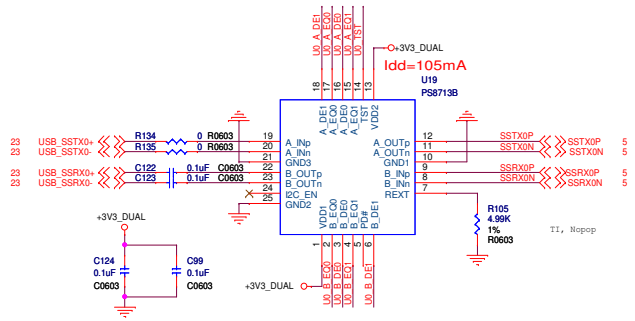 U0_A_DE1
U0_A_EQ0
U0_A_DE0
U0_A_EQ1
U0_TST
+3V3_DUAL
Idd=105mA
U19
PS8713B
18
17
16
15
14
13
A_DE1
A_EQ0
A_DE0
A_EQ1
_TST
VDD2
23 USB_SSTX0+ R134 0 R0603 19 A_INp A_OUTp 12 SSTX0P SSTX0P 5
23 USB_SSTX0- R135 0 R0603 20 A_INn A_OUTn 11 SSTX0N SSTX0N 5
21 GND3 GND1 10
23 USB_SSRX0+ C122 0.1uF C0603 22 B_OUTp B_INp 9 SSRX0P SSRX0P 5
23 USB_SSRX0- C123 0.1uF C0603 23 B_OUTn B_INn 8 SSRX0N SSRX0N 5
24 I2C_EN REXT 7
25 GND2
VDD1
B_EQ0
B_DE0
B_EQ1
PD#
B_DE1
1
2
3
4
5
6
R105
4.99K
1%
R0603
TI, Nopop
+3V3_DUAL
C124
0.1uF
C0603
C99
0.1uF
C0603
+3V3_DUAL
U0_B_EQ0
U0_B_DE0
U0_B_EQ1
U0_B_DE1